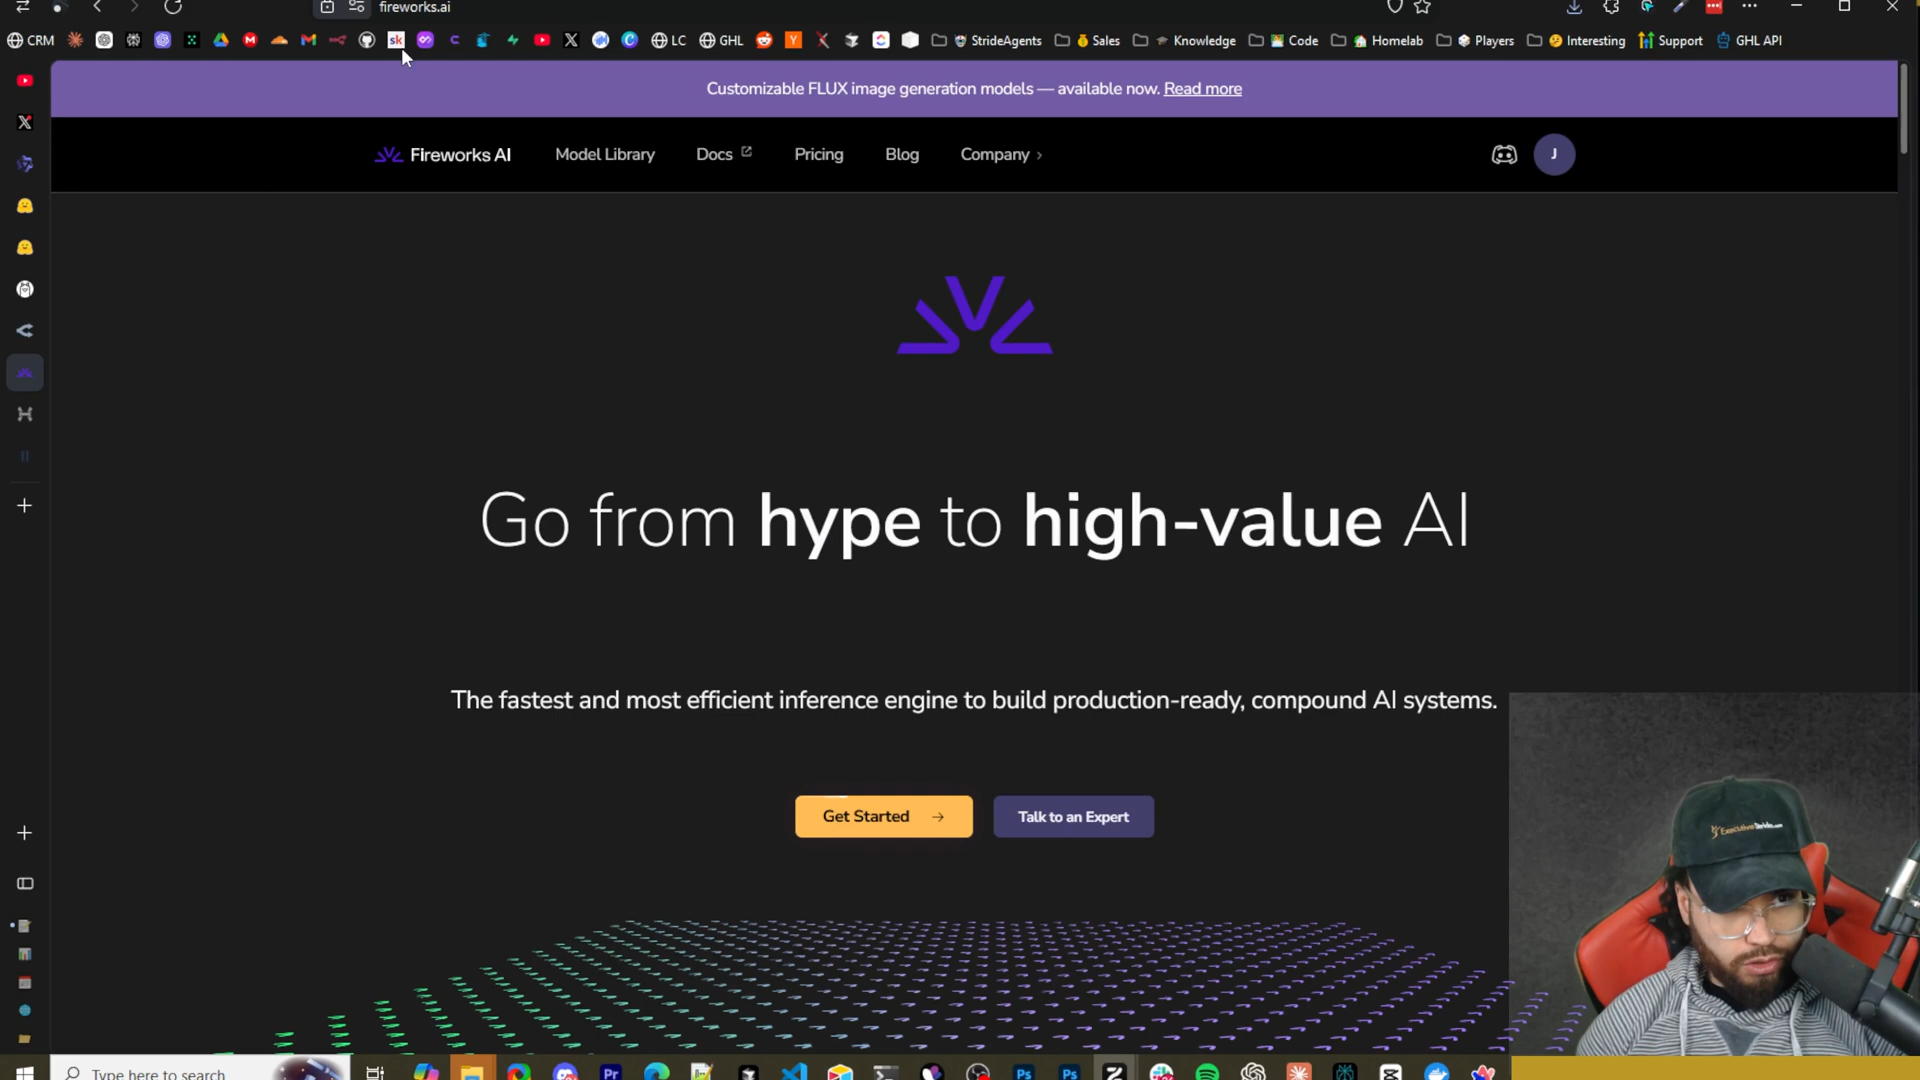 fireworks.ai
CRM sk LC GHL StrideAgents Sales Knowledge Code Homelab Players Interesting Support GHL API
Customizable FLUX image generation models — available now. Read more
Fireworks AI Model Library Docs Pricing Blog Company J
Go from hype to high-value AI
The fastest and most efficient inference engine to build production-ready, compound AI systems.
Get Started → Talk to an Expert
Type here to search